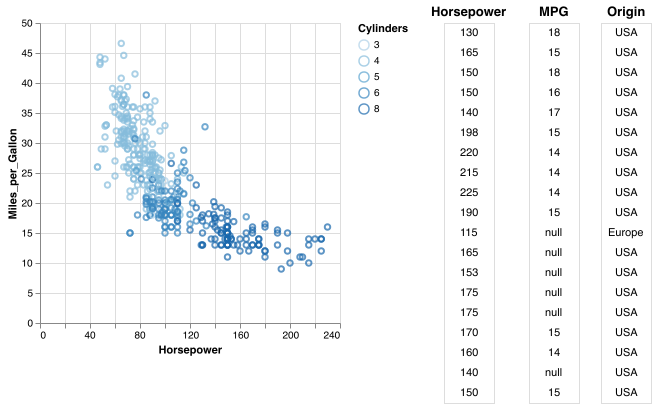 50
45
40
35
30
25
20
15
10
5
0
Miles_per_Gallon
0 40 80 120 160 200 240
Horsepower
Cylinders
3
4
5
6
8
Horsepower MPG Origin
130 18 USA
165 15 USA
150 18 USA
150 16 USA
140 17 USA
198 15 USA
220 14 USA
215 14 USA
225 14 USA
190 15 USA
115 null Europe
165 null USA
153 null USA
175 null USA
175 null USA
170 15 USA
160 14 USA
140 null USA
150 15 USA